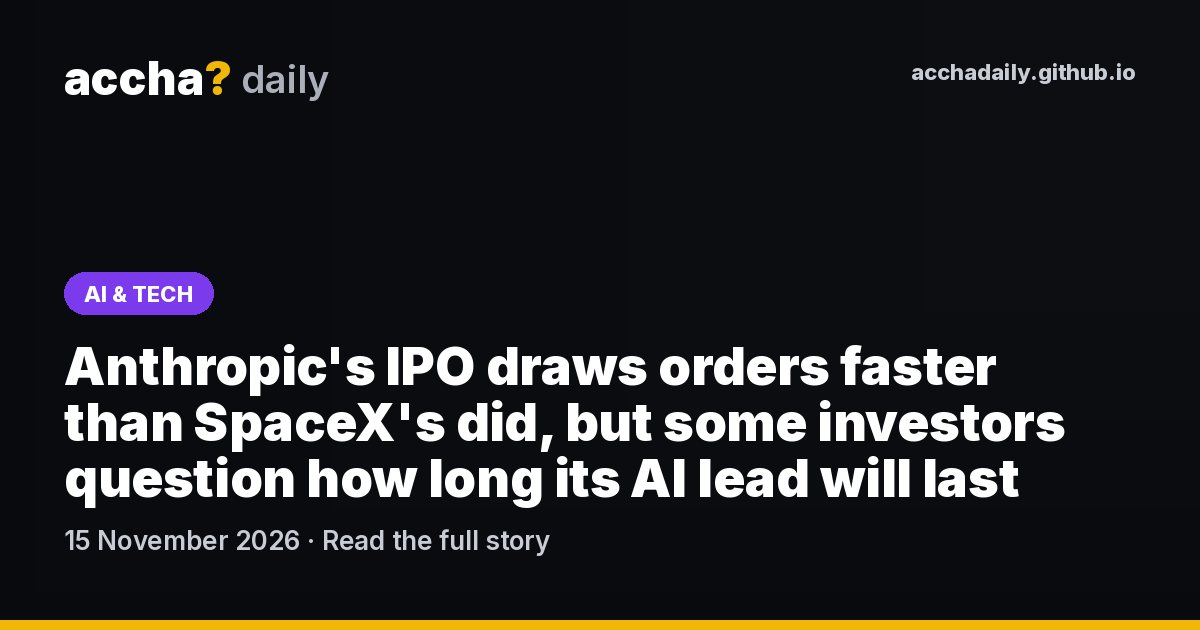 accha? daily
acchadaily.github.io
AI & TECH
Anthropic's IPO draws orders faster
than SpaceX's did, but some investors
question how long its AI lead will last
15 November 2026 · Read the full story